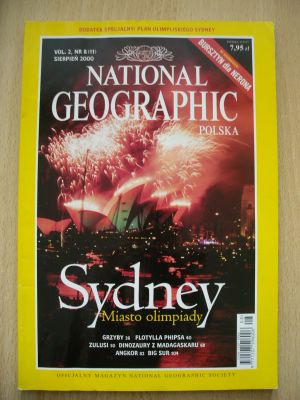 DODATEK SPECJALNY: PLAN OLIMPIJSKIEGO SYDNEY
VOL. 2, NR 8 (11)
SIERPIEŃ 2000
7,95 zł
BURSZTYN dla NERONA
NATIONAL
GEOGRAPHIC
POLSKA
Sydney
Miasto olimpiady
GRZYBY 26 FLOTYLLA PHIPSA 40
ZULUSI 50 DINOZAURY Z MADAGASKARU 68
ANGKOR 82 BIG SUR 104
OFICJALNY MAGAZYN NATIONAL GEOGRAPHIC SOCIETY